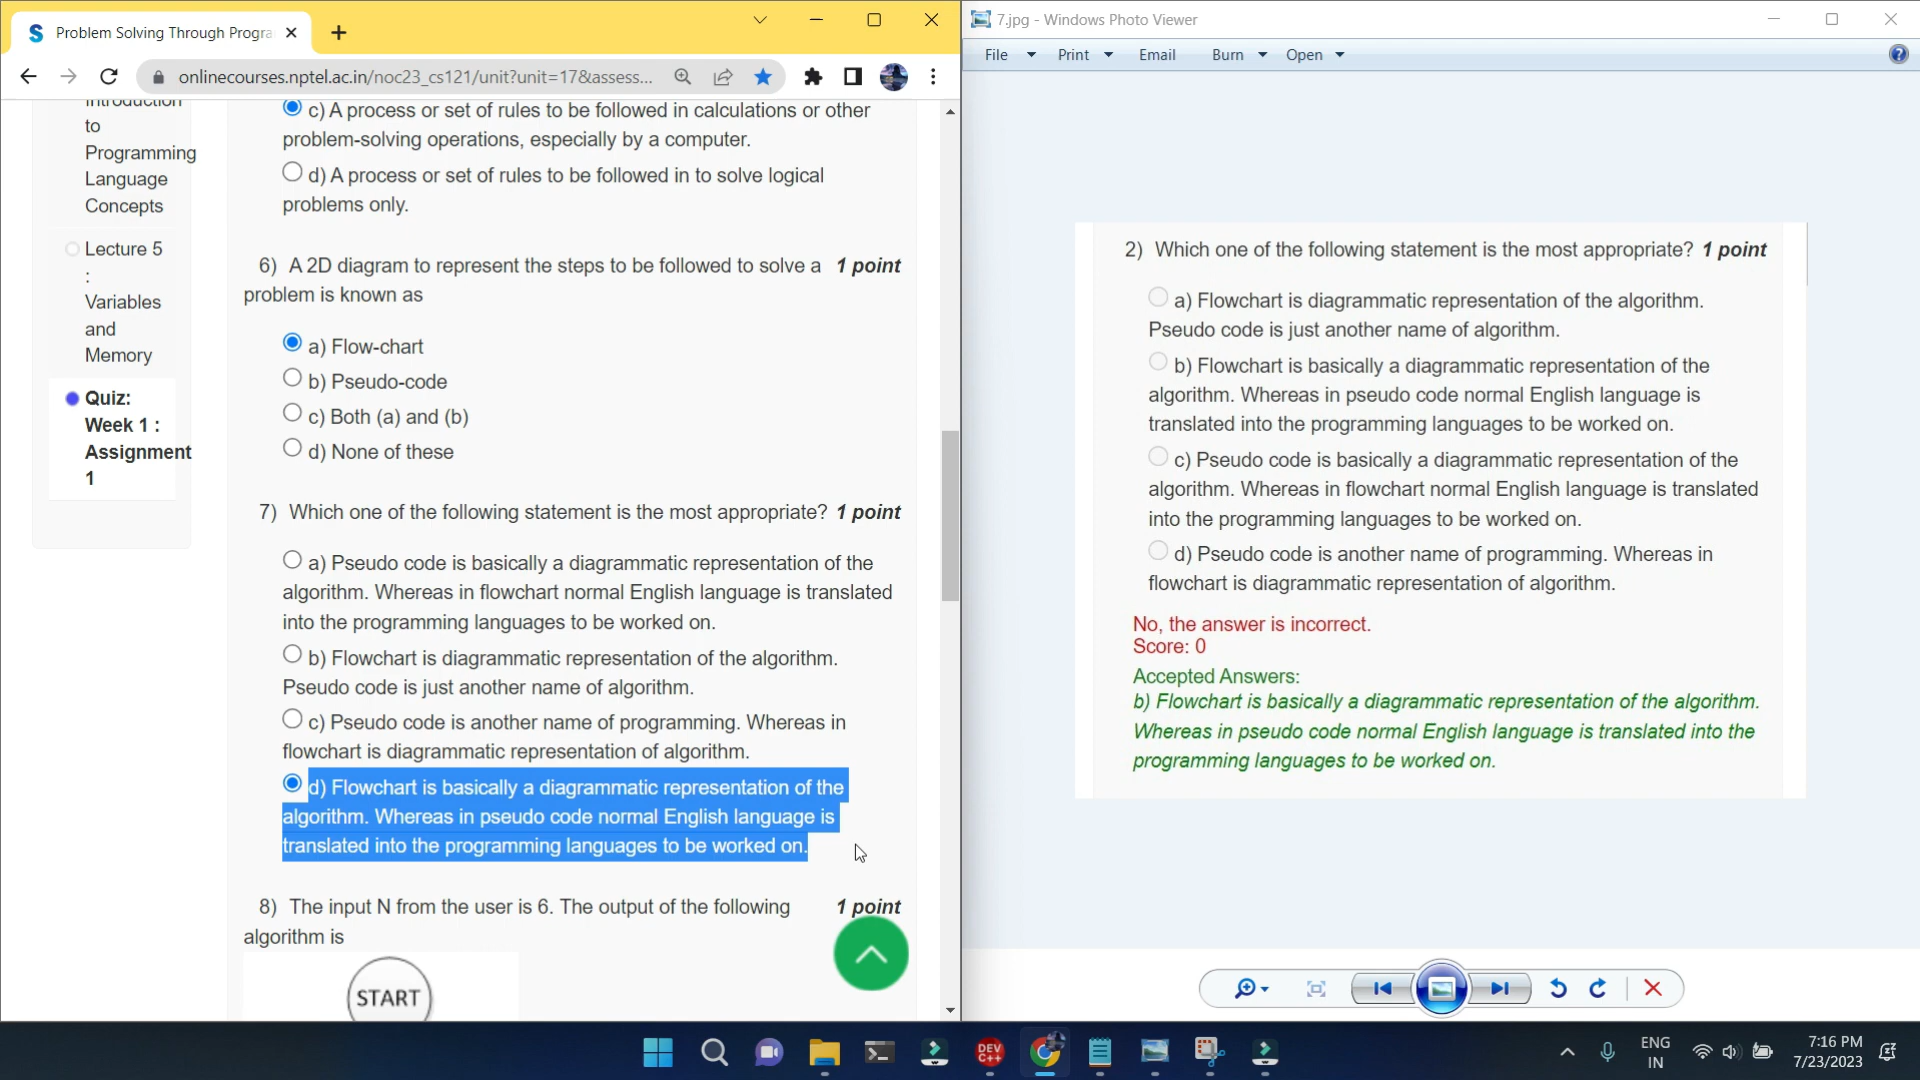 Problem Solving Through Progra
onlinecourses.nptel.ac.in/noc23_cs121/unit?unit=17&assess...
Introduction
to
Programming
Language
Concepts
Lecture 5
:
Variables
and
Memory
Quiz:
Week 1 :
Assignment
1
c) A process or set of rules to be followed in calculations or other
problem-solving operations, especially by a computer.
d) A process or set of rules to be followed in to solve logical
problems only.
6) A 2D diagram to represent the steps to be followed to solve a 1 point
problem is known as
a) Flow-chart
b) Pseudo-code
c) Both (a) and (b)
d) None of these
7) Which one of the following statement is the most appropriate? 1 point
a) Pseudo code is basically a diagrammatic representation of the
algorithm. Whereas in flowchart normal English language is translated
into the programming languages to be worked on.
b) Flowchart is diagrammatic representation of the algorithm.
Pseudo code is just another name of algorithm.
c) Pseudo code is another name of programming. Whereas in
flowchart is diagrammatic representation of algorithm.
d) Flowchart is basically a diagrammatic representation of the
algorithm. Whereas in pseudo code normal English language is
translated into the programming languages to be worked on.
8) The input N from the user is 6. The output of the following 1 point
algorithm is
START
7.jpg - Windows Photo Viewer
File Print Email Burn Open
2) Which one of the following statement is the most appropriate? 1 point
a) Flowchart is diagrammatic representation of the algorithm.
Pseudo code is just another name of algorithm.
b) Flowchart is basically a diagrammatic representation of the
algorithm. Whereas in pseudo code normal English language is
translated into the programming languages to be worked on.
c) Pseudo code is basically a diagrammatic representation of the
algorithm. Whereas in flowchart normal English language is translated
into the programming languages to be worked on.
d) Pseudo code is another name of programming. Whereas in
flowchart is diagrammatic representation of algorithm.
No, the answer is incorrect.
Score: 0
Accepted Answers:
b) Flowchart is basically a diagrammatic representation of the algorithm.
Whereas in pseudo code normal English language is translated into the
programming languages to be worked on.
DEV
C++
ENG
IN
7:16 PM
7/23/2023